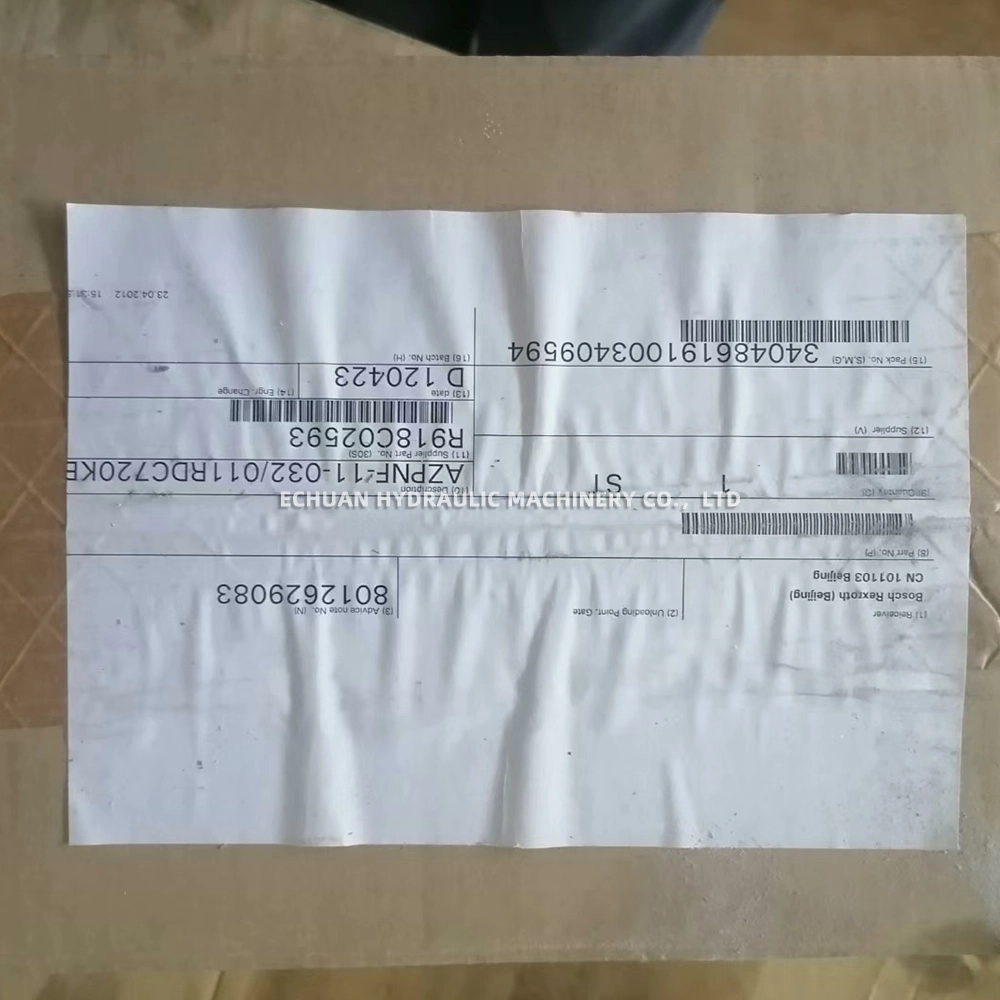 (1) Reiceiver
Bosch Rexroth (Beijing)
CN 101103 Beijing
(2) Unloading Point, Gate
(3) Advice note No. (N)
8012629083
(8) Part No. (P)
(9) Quantity (Q)
1 ST
(10) Description
AZPNF-11-032/011RDC720KB
(11) Supplier Part No. (30S)
R918C02593
(12) Supplier (V)
(13) date
D 120423
(14) Engr. Change
(15) Pack No. (S,M,G)
340486191003409594
(16) Batch No. (H)
23.04.2012 15:31:5
ECHUAN HYDRAULIC MACHINERY CO., LTD